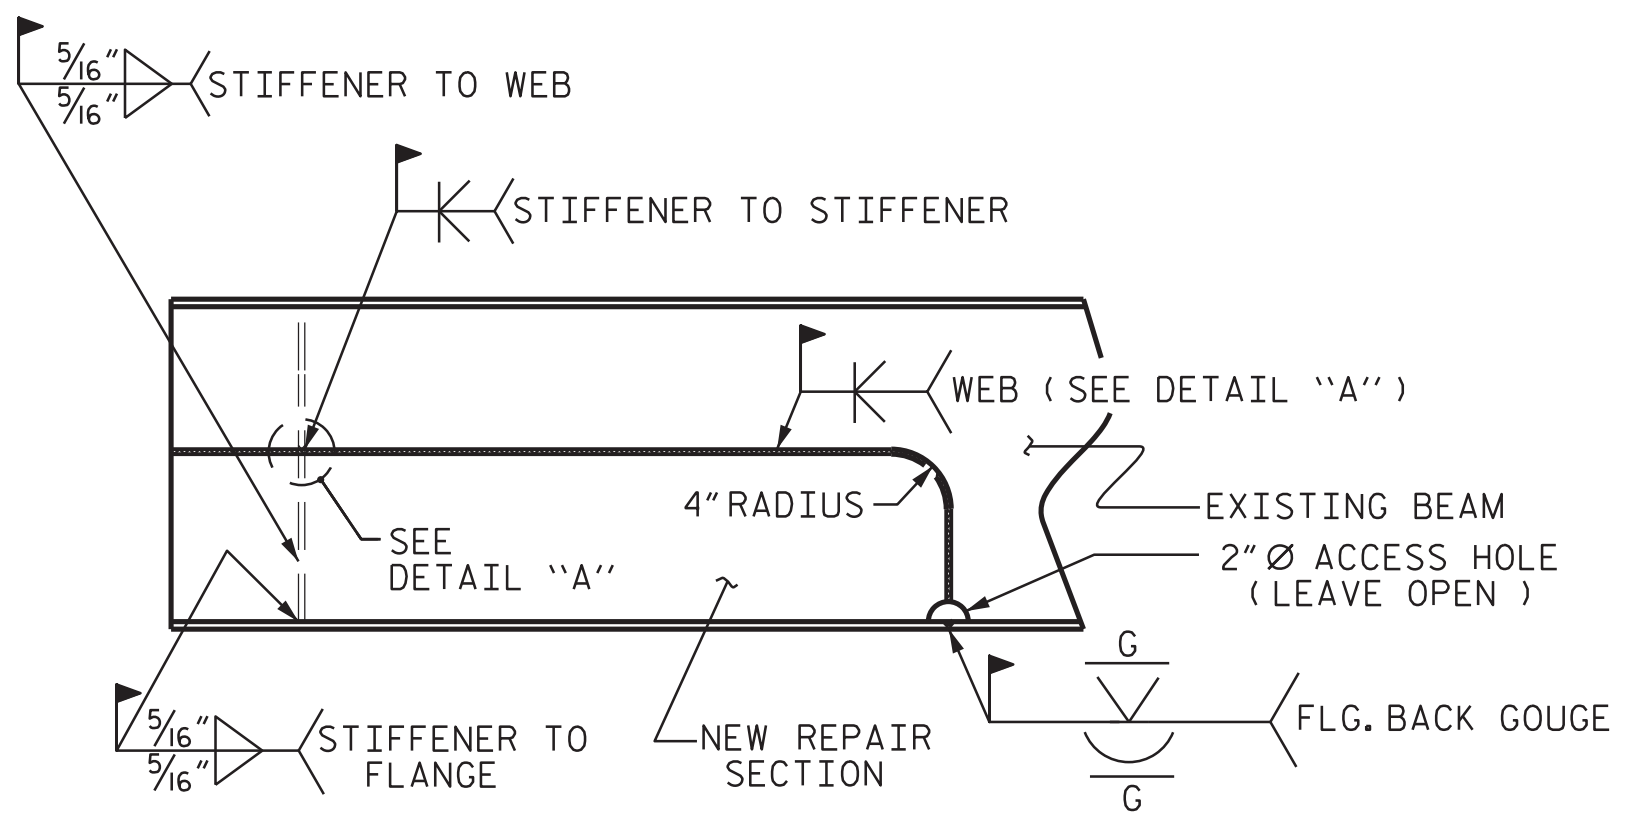 5/16" STIFFENER TO WEB
5/16"
STIFFENER TO STIFFENER
WEB (SEE DETAIL "A")
4" RADIUS
EXISTING BEAM
SEE
DETAIL "A"
2" Ø ACCESS HOLE
(LEAVE OPEN)
G
FLG. BACK GOUGE
G
5/16" STIFFENER TO
5/16" FLANGE
NEW REPAIR
SECTION